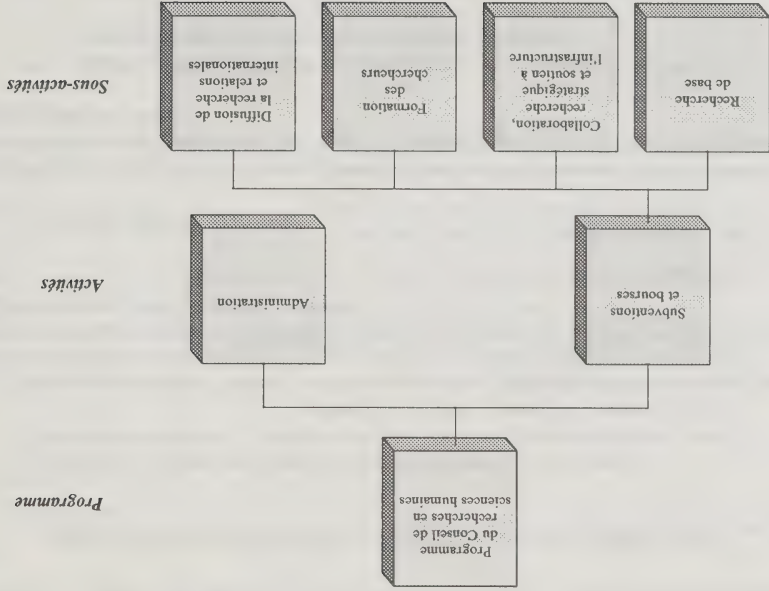 Programme
du Conseil de
recherches en
sciences humaines
Programme
Subventions
et bourses
Administration
Activités
Recherche
de base
Collaboration,
recherche
stratégique
et soutien à
l'infrastructure
Formation
des
chercheurs
Diffusion de
la recherche
et relations
internationales
Sous-activités